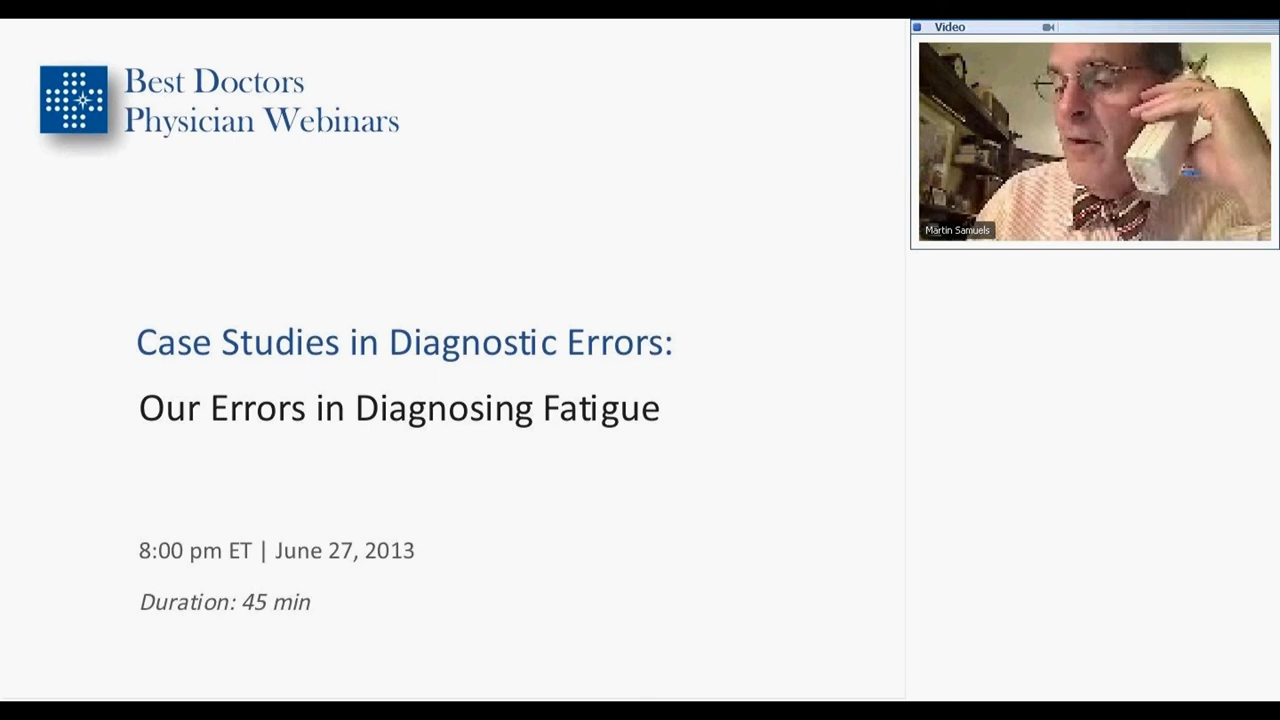 Best Doctors
Physician Webinars
Case Studies in Diagnostic Errors:
Our Errors in Diagnosing Fatigue
8:00 pm ET | June 27, 2013
Duration: 45 min
Video
Martin Samuels